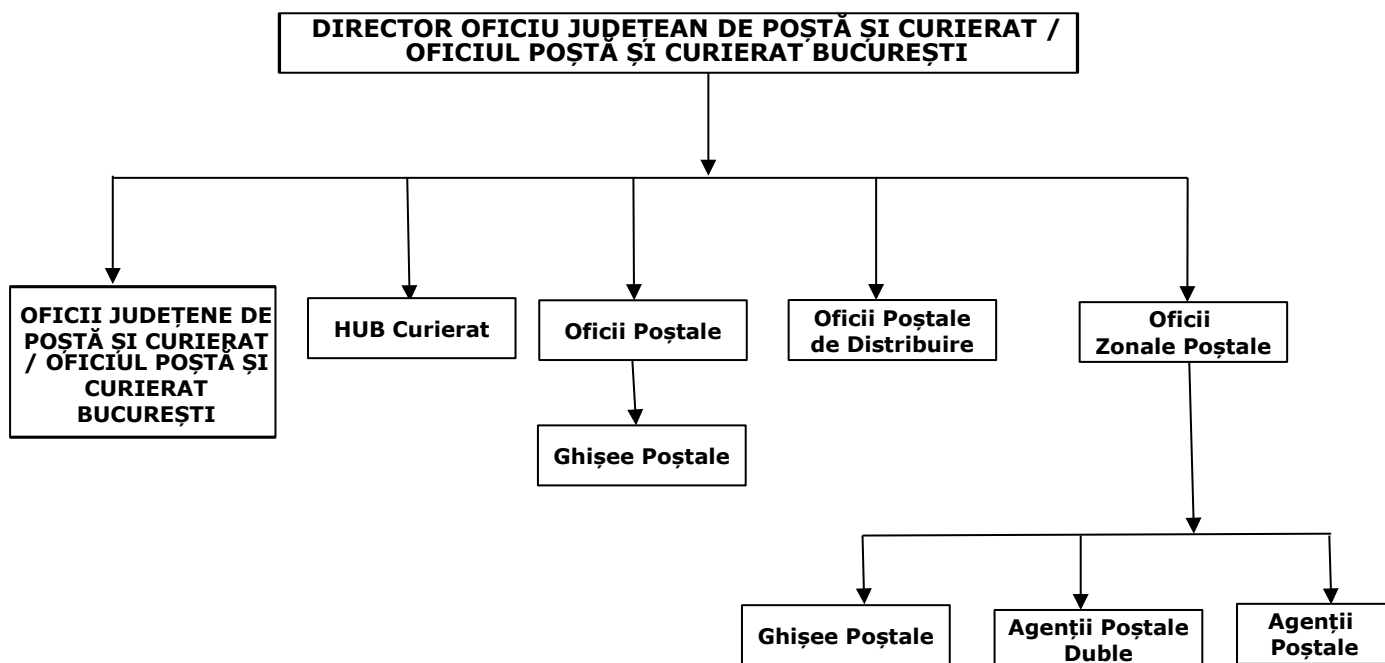 DIRECTOR OFICIU JUDEȚEAN DE POȘTĂ ȘI CURIERAT /
OFICIUL POȘTĂ ȘI CURIERAT BUCUREȘTI
OFICII JUDEȚENE DE
POȘTĂ ȘI CURIERAT
/ OFICIUL POȘTĂ ȘI
CURIERAT
BUCUREȘTI
HUB Curierat
Oficii Poștale
Oficii Poștale
de Distribuire
Oficii
Zonale Poștale
Ghișee Poștale
Ghișee Poștale
Agenții Poștale
Duble
Agenții
Poștale